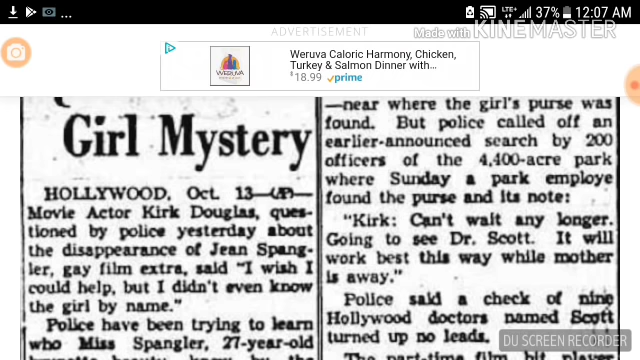 LTE+ 37% 12:07 AM
ADVERTISEMENT
Made with KINEMASTER
Weruva Caloric Harmony, Chicken,
Turkey & Salmon Dinner with...
$18.99 prime
WERUVA
Girl Mystery
HOLLYWOOD, Oct. 13—(AP)—
Movie Actor Kirk Douglas, ques-
tioned by police yesterday about
the disappearance of Jean Spang-
ler, gay film extra, said "I wish I
could help, but I didn't even know
the girl by name."
Police have been trying to learn
who Miss Spangler, 27-year-old
—near where the girl's purse was
found. But police called off an
earlier-announced search by 200
officers of the 4,400-acre park
where Sunday a park employe
found the purse and its note:
"Kirk: Can't wait any longer.
Going to see Dr. Scott. It will
work best this way while mother
is away."
Police said a check of nine
Hollywood doctors named Scott
turned up no leads.
The part-time film bit player
DU SCREEN RECORDER